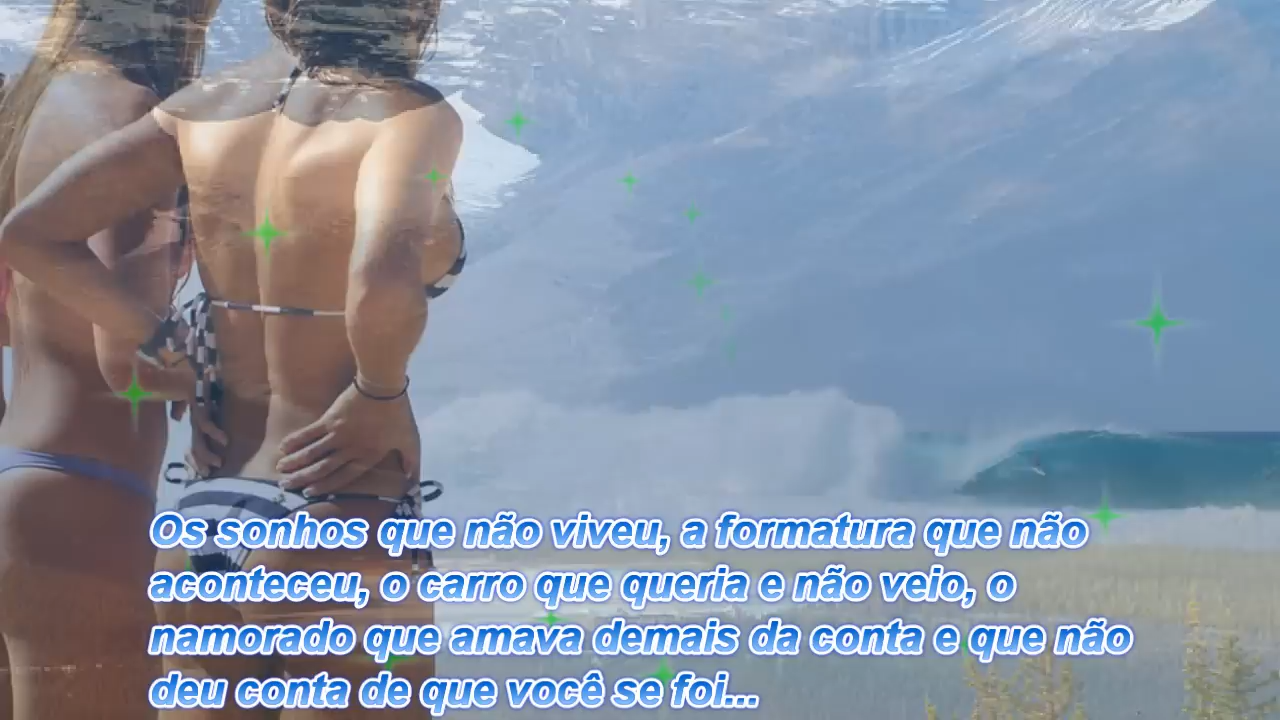 Os sonhos que não viveu, a formatura que não
aconteceu, o carro que queria e não veio, o
namorado que amava demais da conta e que não
deu conta de que você se foi...